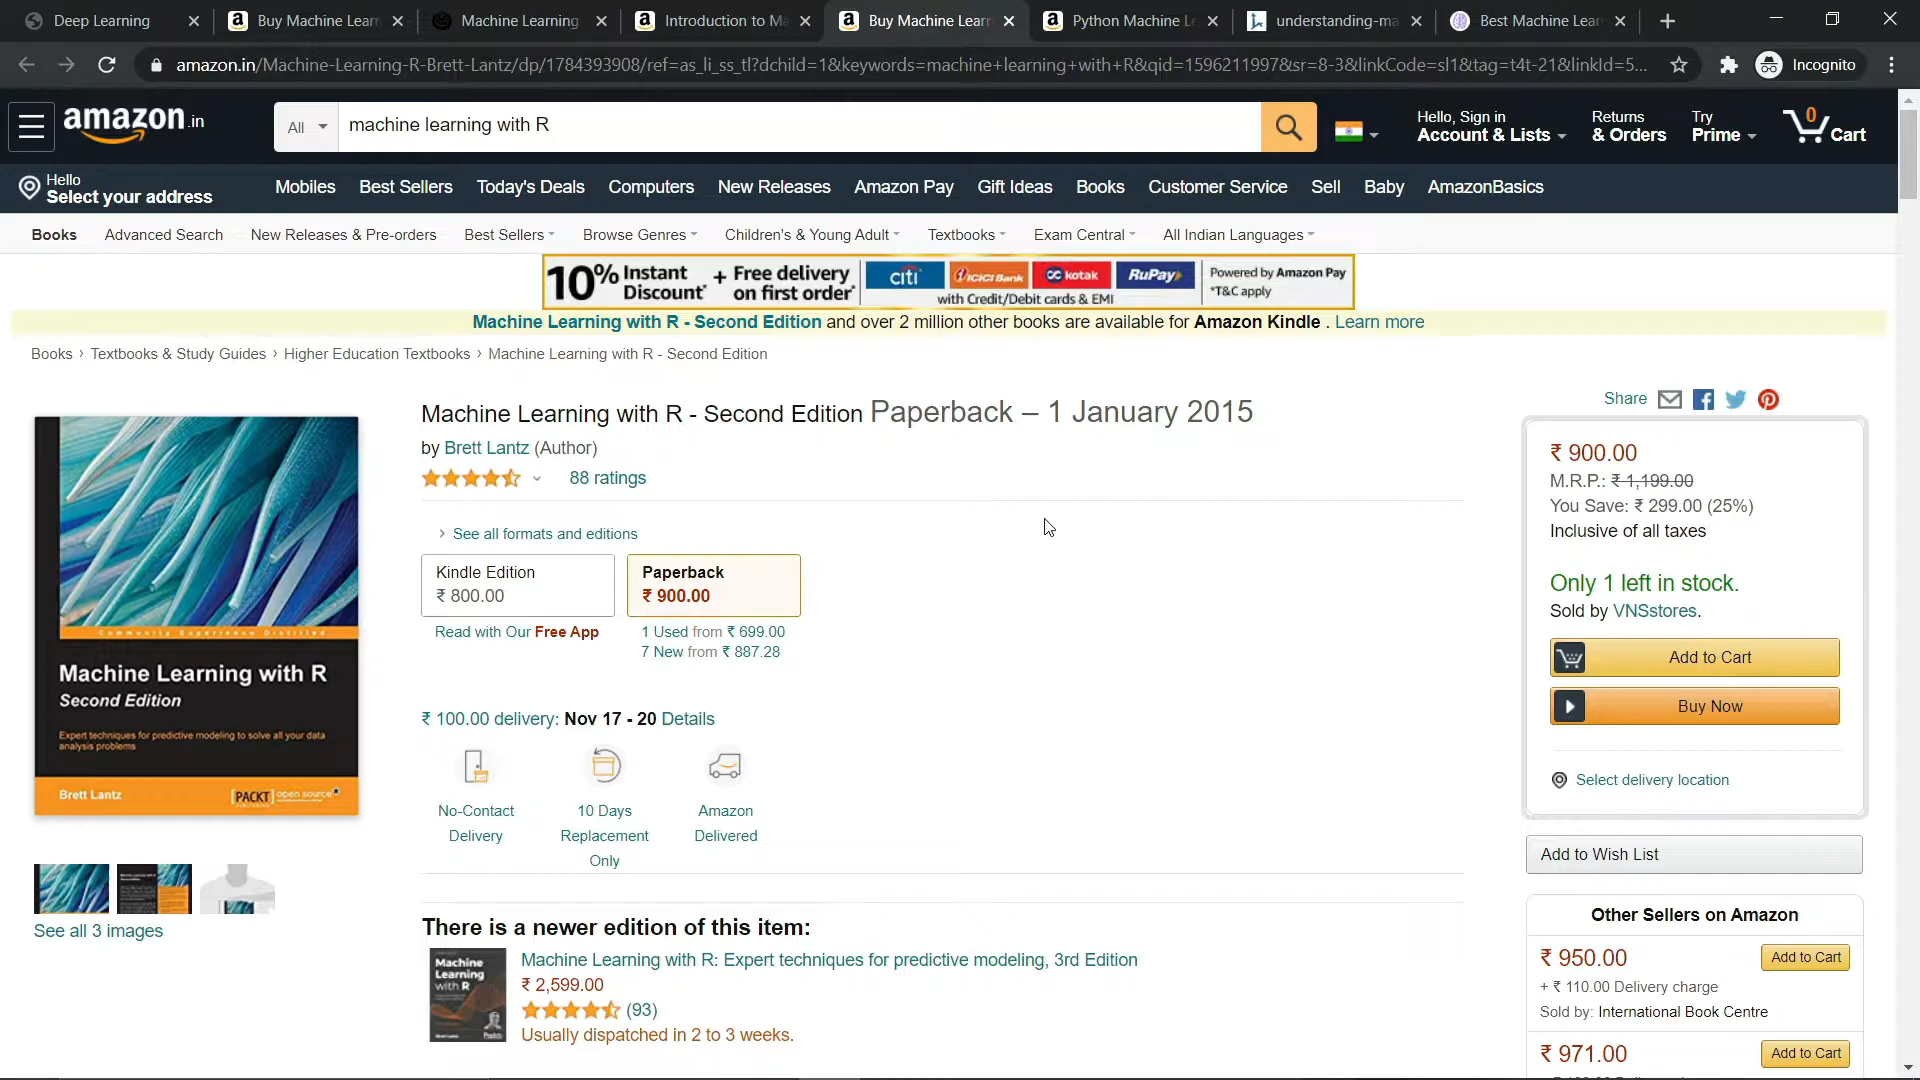 Deep Learning
Buy Machine Lear
Machine Learning
Introduction to Ma
Buy Machine Learn
Python Machine Le
understanding-ma
Best Machine Lear
amazon.in/Machine-Learning-R-Brett-Lantz/dp/1784393908/ref=as_li_ss_tl?dchild=1&keywords=machine+learning+with+R&qid=1596211997&sr=8-3&linkCode=sl1&tag=t4t-21&linkId=5...
Incognito
amazon.in
All
machine learning with R
Hello, Sign in
Account & Lists
Returns
& Orders
Try
Prime
0
Cart
Hello
Select your address
Mobiles Best Sellers Today's Deals Computers New Releases Amazon Pay Gift Ideas Books Customer Service Sell Baby AmazonBasics
Books Advanced Search New Releases & Pre-orders Best Sellers Browse Genres Children's & Young Adult Textbooks Exam Central All Indian Languages
10% Instant Discount* + Free delivery on first order*
citi ICICI Bank kotak RuPay
with Credit/Debit cards & EMI
Powered by Amazon Pay
*T&C apply
Machine Learning with R - Second Edition and over 2 million other books are available for Amazon Kindle . Learn more
Books › Textbooks & Study Guides › Higher Education Textbooks › Machine Learning with R - Second Edition
Community Experience Distilled
Machine Learning with R
Second Edition
Expert techniques for predictive modeling to solve all your data
analysis problems
Brett Lantz
[PACKT] open source*
See all 3 images
Machine Learning with R - Second Edition Paperback – 1 January 2015
by Brett Lantz (Author)
88 ratings
› See all formats and editions
Kindle Edition
₹ 800.00
Read with Our Free App
Paperback
₹ 900.00
1 Used from ₹ 699.00
7 New from ₹ 887.28
₹ 100.00 delivery: Nov 17 - 20 Details
No-Contact
Delivery
10 Days
Replacement
Only
Amazon
Delivered
There is a newer edition of this item:
Machine
Learning
with R
Machine Learning with R: Expert techniques for predictive modeling, 3rd Edition
₹ 2,599.00
(93)
Usually dispatched in 2 to 3 weeks.
Share
₹ 900.00
M.R.P.: ₹ 1,199.00
You Save: ₹ 299.00 (25%)
Inclusive of all taxes
Only 1 left in stock.
Sold by VNSstores.
Add to Cart
Buy Now
Select delivery location
Add to Wish List
Other Sellers on Amazon
₹ 950.00
Add to Cart
+ ₹ 110.00 Delivery charge
Sold by: International Book Centre
₹ 971.00
Add to Cart